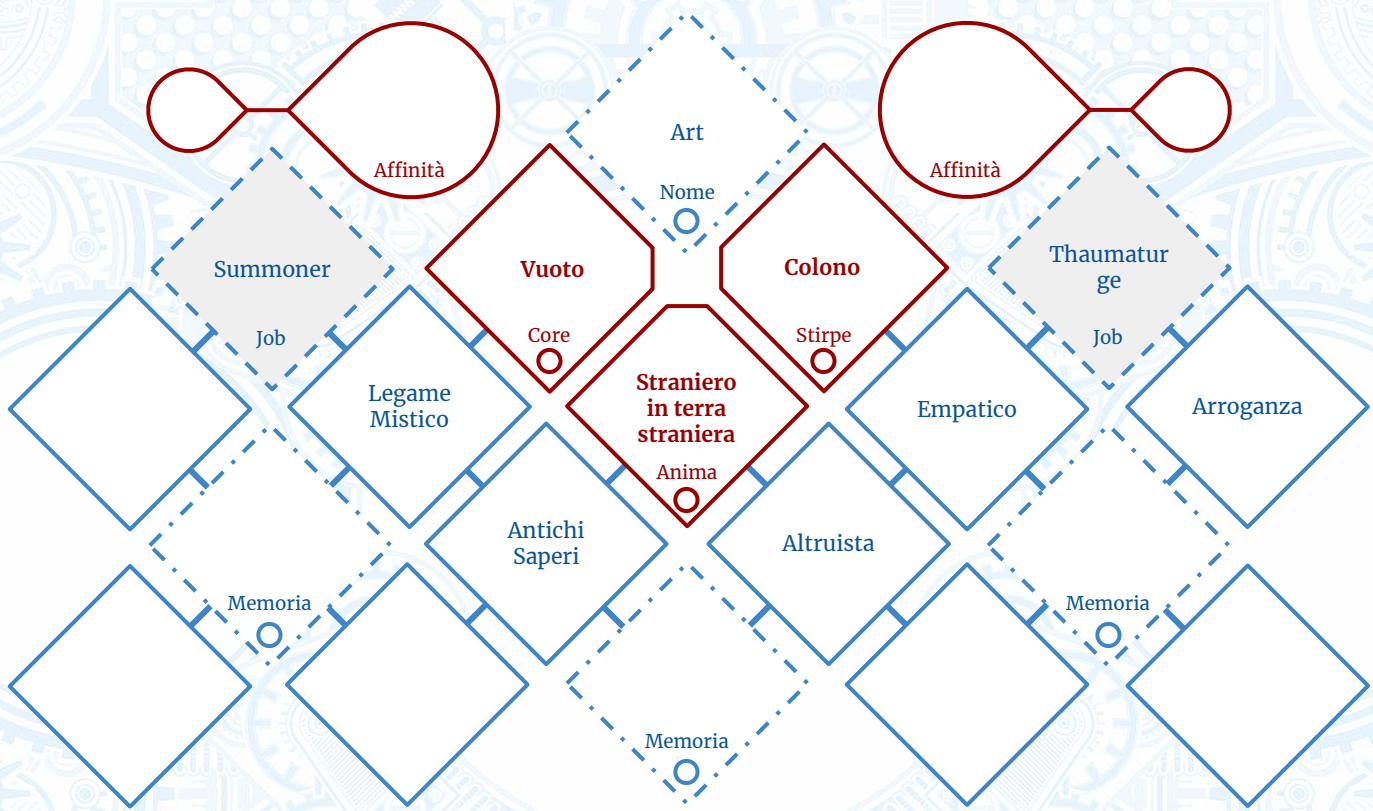 Art
Nome
Affinità
Affinità
Summoner
Job
Vuoto
Core
Colono
Stirpe
Thaumatur
ge
Job
Legame
Mistico
Straniero
in terra
straniera
Anima
Empatico
Arroganza
Antichi
Saperi
Altruista
Memoria
Memoria
Memoria